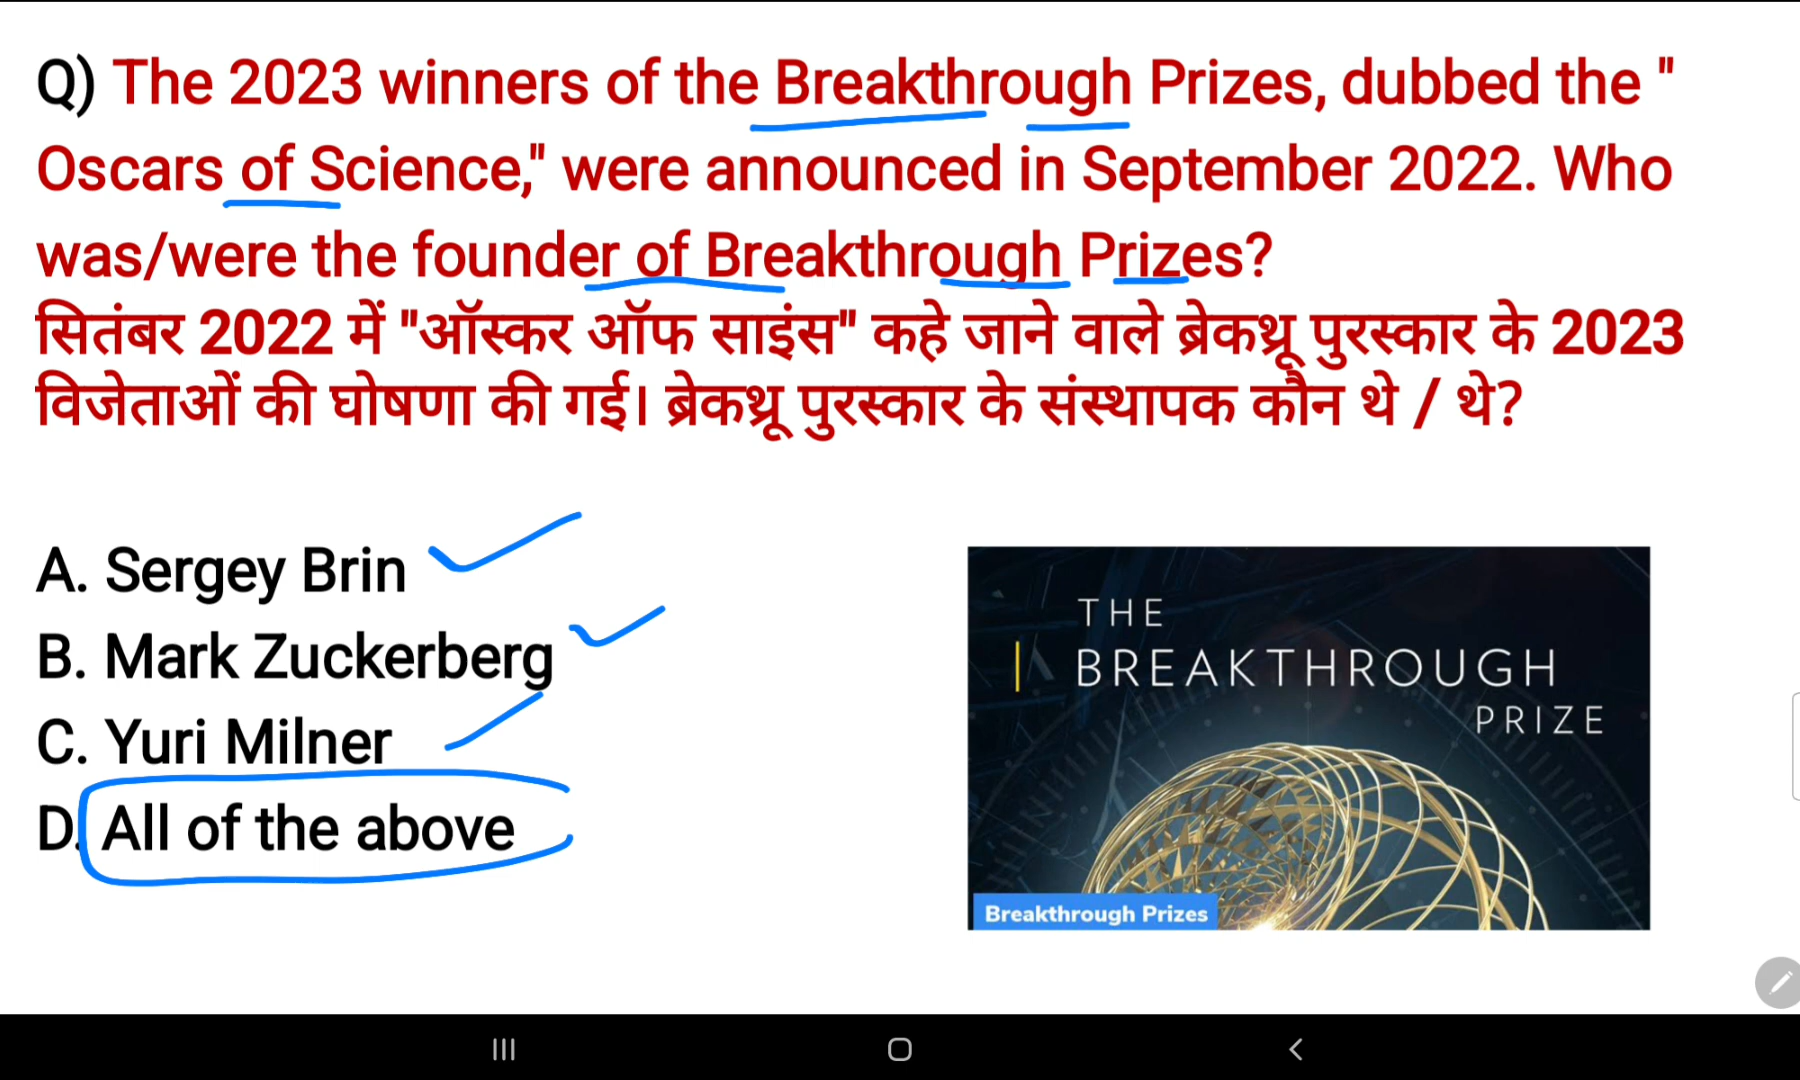 Q) The 2023 winners of the Breakthrough Prizes, dubbed the "
Oscars of Science," were announced in September 2022. Who
was/were the founder of Breakthrough Prizes?
सितंबर 2022 में "ऑस्कर ऑफ साइंस" कहे जाने वाले ब्रेकथ्रू पुरस्कार के 2023
विजेताओं की घोषणा की गई। ब्रेकथ्रू पुरस्कार के संस्थापक कौन थे / थे?
A. Sergey Brin
B. Mark Zuckerberg
C. Yuri Milner
D. All of the above
THE
BREAKTHROUGH
PRIZE
Breakthrough Prizes